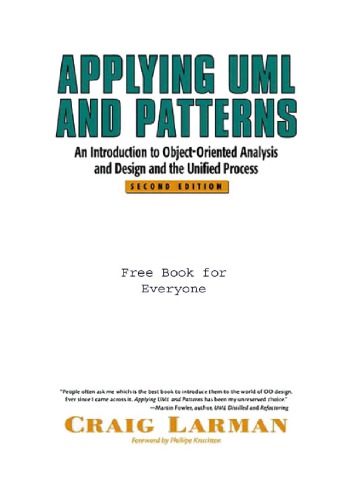 APPLYING UML
AND PATTERNS
An Introduction to Object-Oriented Analysis
and Design and the Unified Process
SECOND EDITION
Free Book for
Everyone
"People often ask me which is the best book to introduce them to the world of OO design.
Ever since I came across it, Applying UML and Patterns has been my unreserved choice."
—Martin Fowler, author, UML Distilled and Refactoring
CRAIG LARMAN
Foreword by Philippe Kruchten